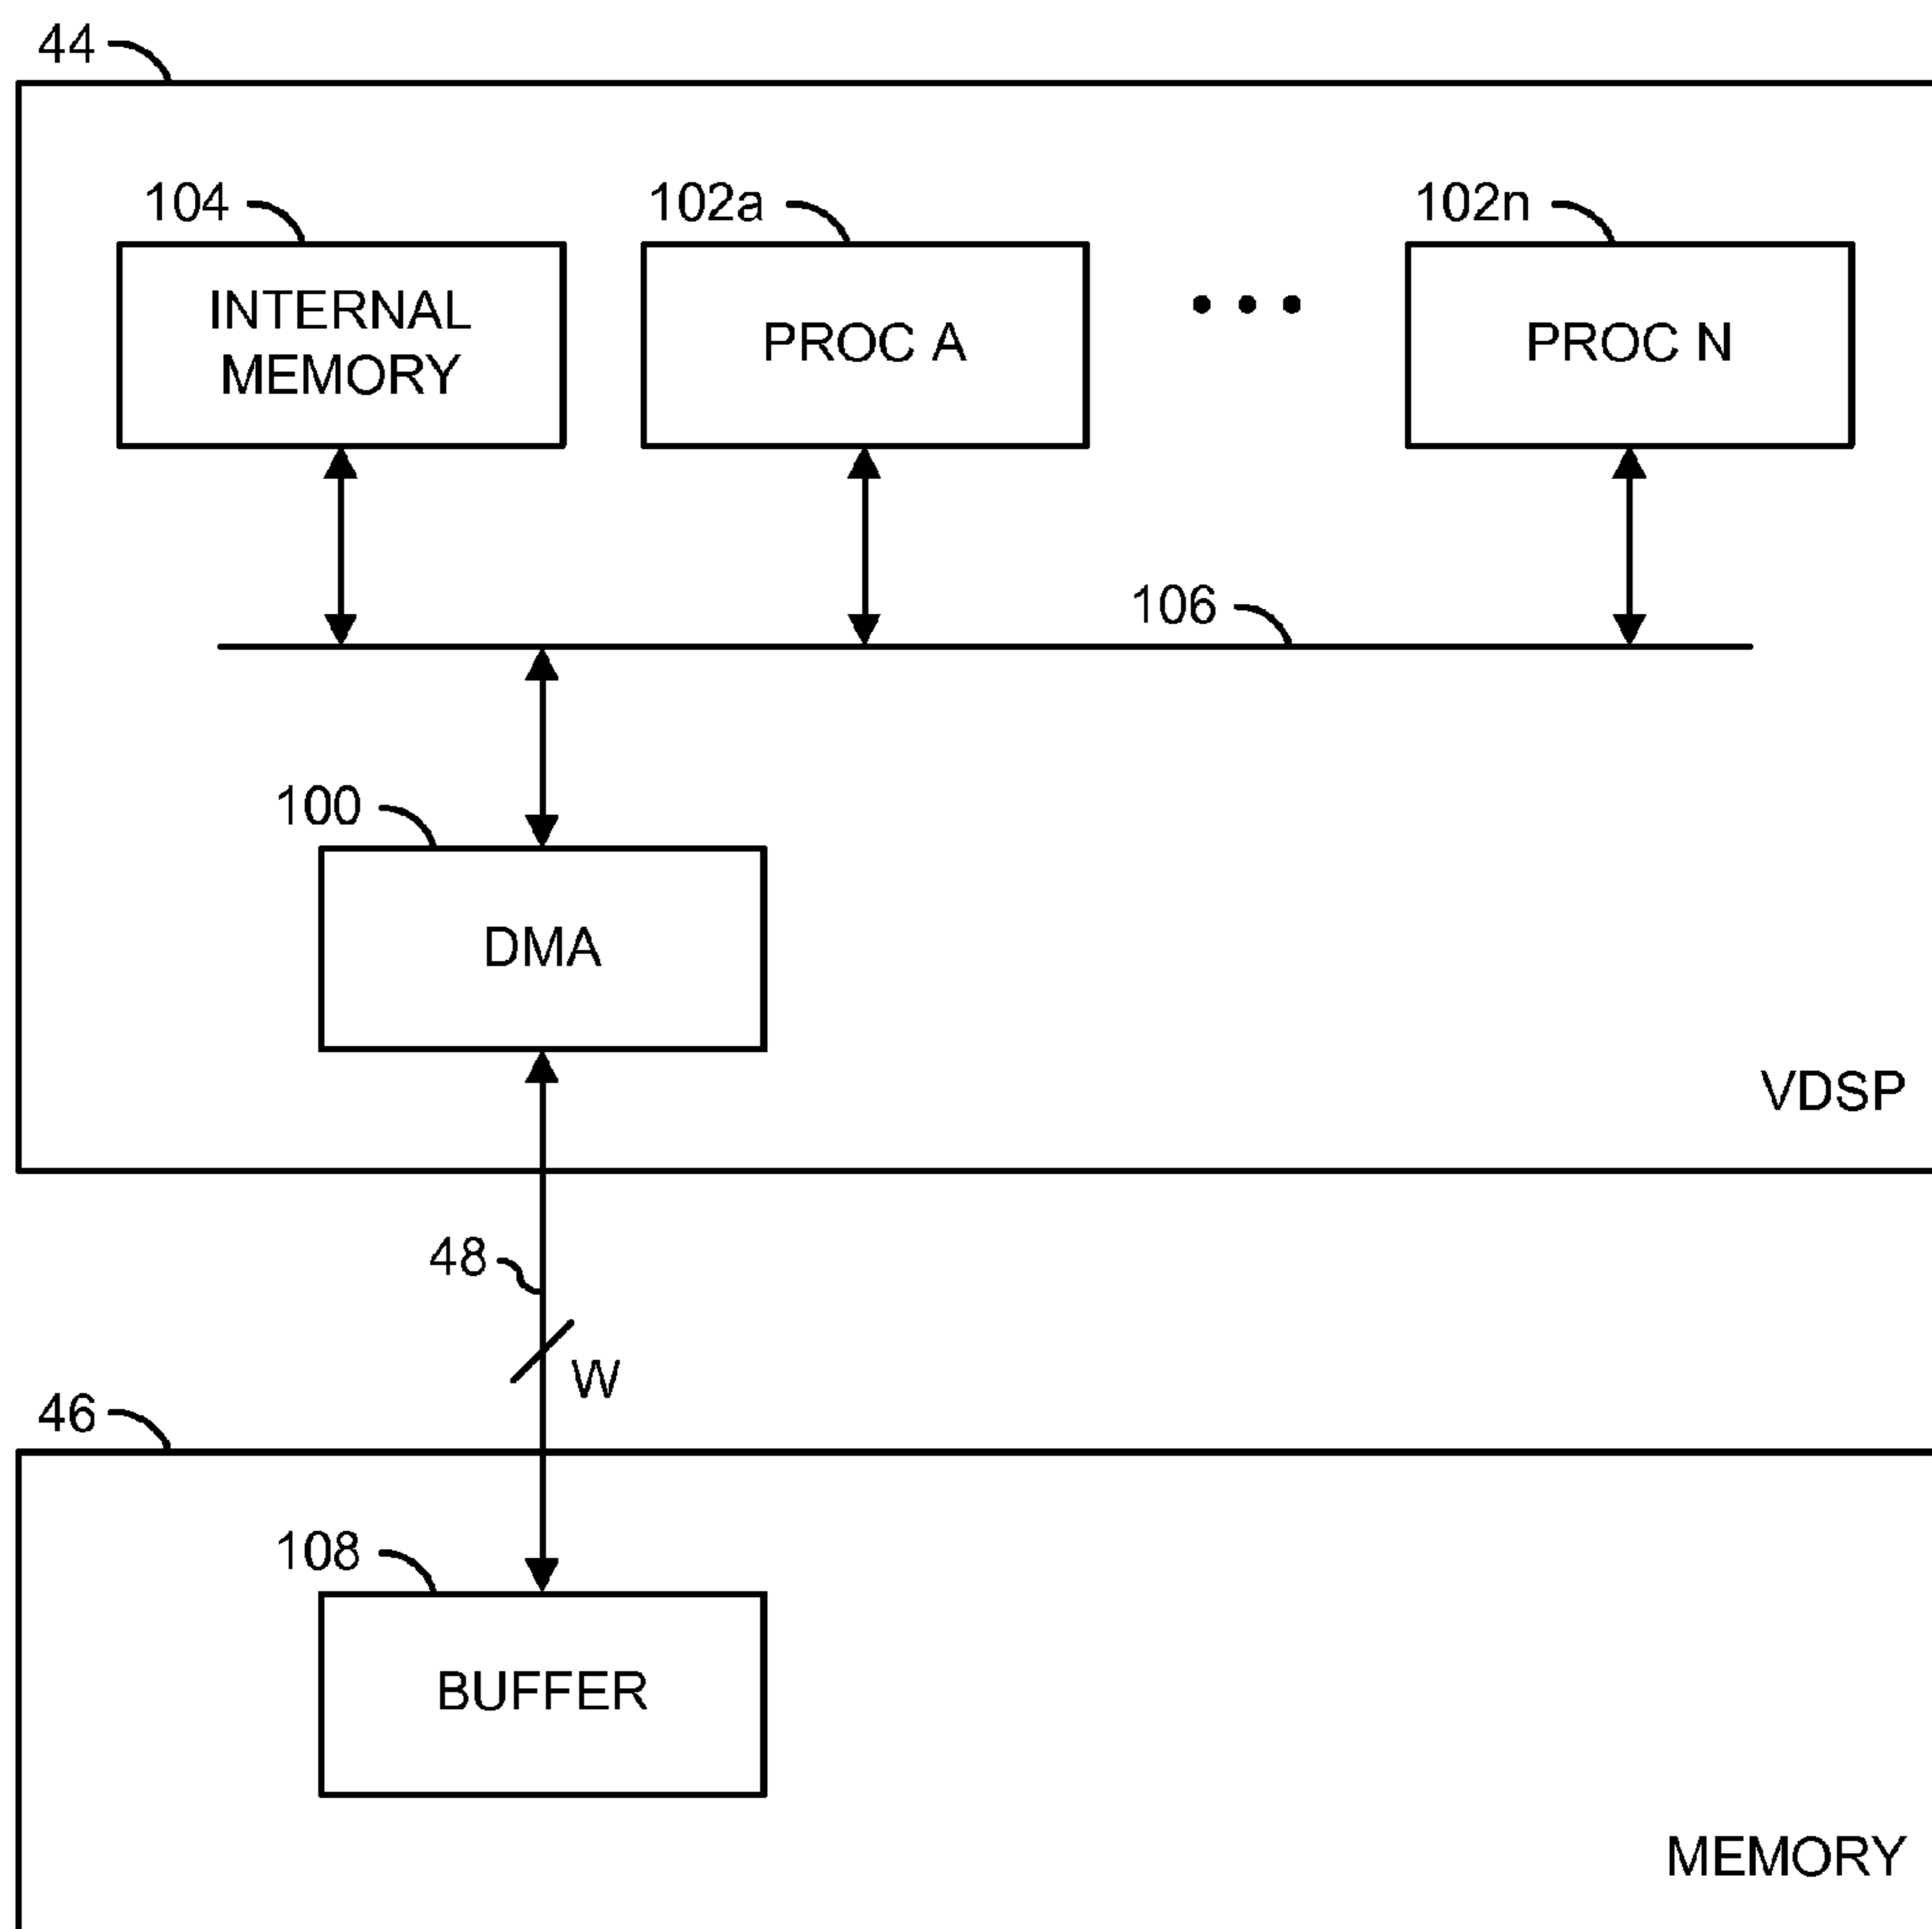 44
104
102a
102n
INTERNAL
MEMORY
PROC A
PROC N
106
100
DMA
VDSP
48
W
46
108
BUFFER
MEMORY